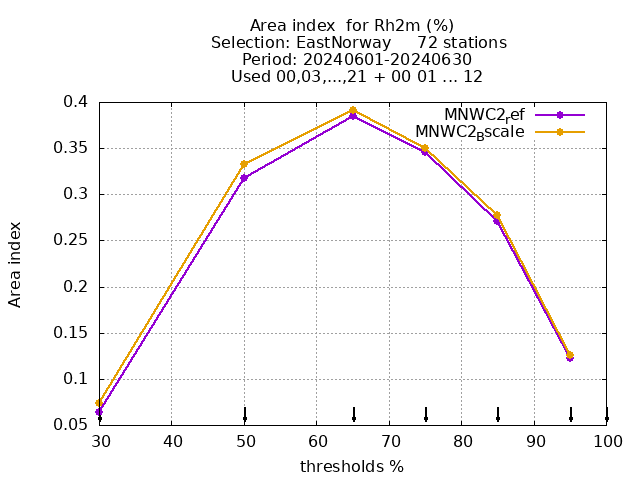 Area index  for Rh2m (%)
Selection: EastNorway     72 stations
Period: 20240601-20240630
Used 00,03,...,21 + 00 01 ... 12
MNWC2ref
MNWC2Bscale
0.4
0.35
0.3
0.25
0.2
0.15
0.1
0.05
Area index
30 40 50 60 70 80 90 100
thresholds %